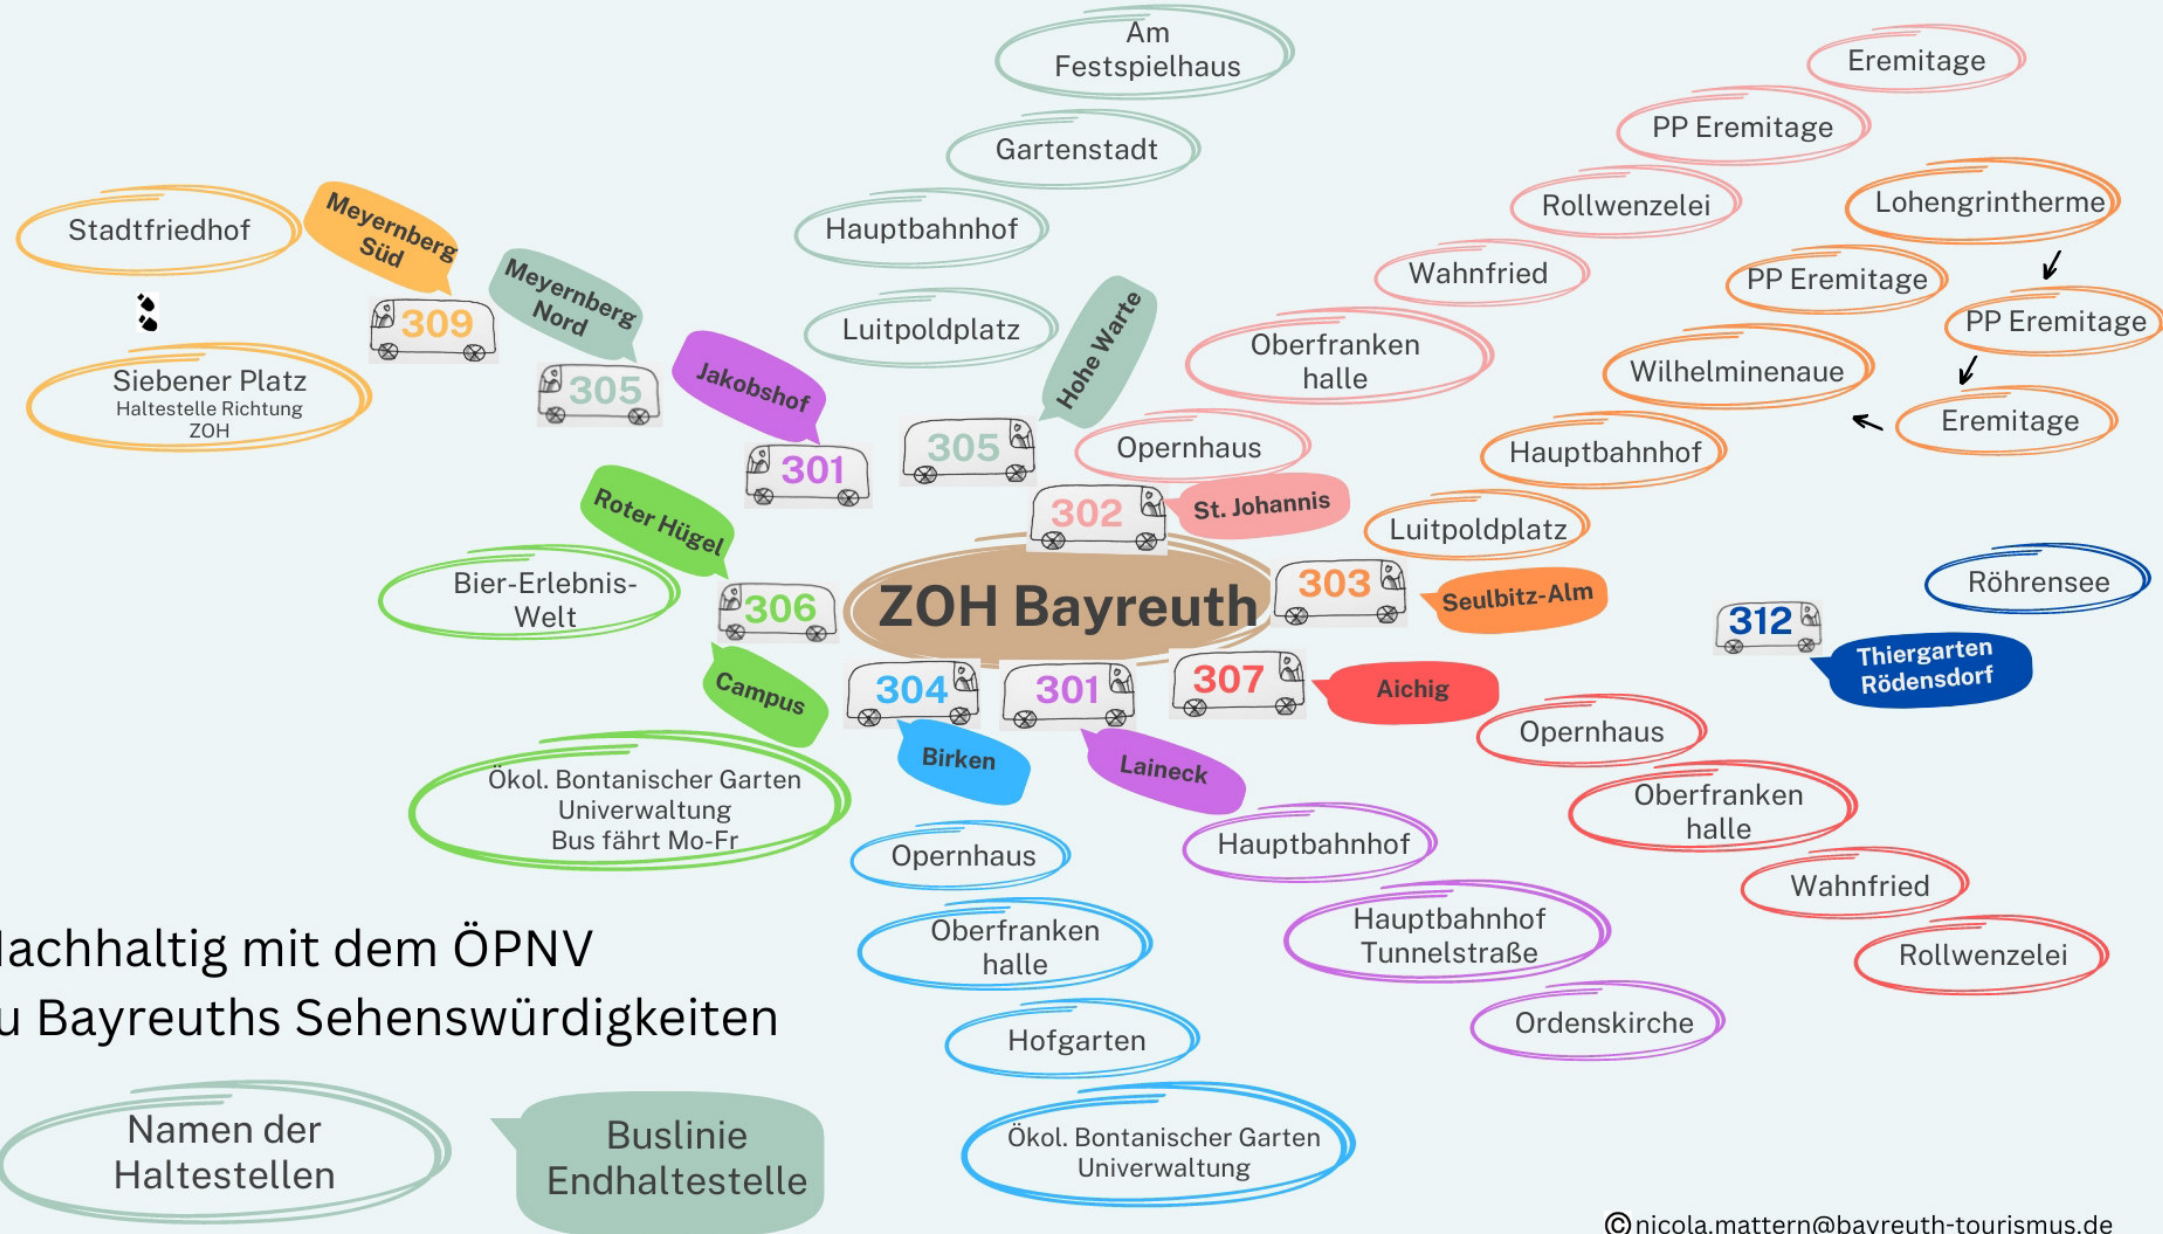 Am
Festspielhaus
Gartenstadt
Hauptbahnhof
Luitpoldplatz
Hohe Warte
305
Eremitage
PP Eremitage
Rollwenzelei
Wahnfried
Oberfranken
halle
Opernhaus
302
St. Johannis
Lohengrintherme
PP Eremitage
PP Eremitage
Wilhelminenaue
Eremitage
Hauptbahnhof
Luitpoldplatz
303
Seulbitz-Alm
Stadtfriedhof
Siebener Platz
Haltestelle Richtung
ZOH
Meyernberg
Süd
309
Meyernberg
Nord
305
Jakobshof
301
Roter Hügel
Bier-Erlebnis-
Welt
306
Campus
Ökol. Bontanischer Garten
Univerwaltung
Bus fährt Mo-Fr
ZOH Bayreuth
304
Birken
Opernhaus
Oberfranken
halle
Hofgarten
Ökol. Bontanischer Garten
Univerwaltung
301
Laineck
Hauptbahnhof
Hauptbahnhof
Tunnelstraße
Ordenskirche
307
Aichig
Opernhaus
Oberfranken
halle
Wahnfried
Rollwenzelei
312
Röhrensee
Thiergarten
Rödensdorf
lachhaltig mit dem ÖPNV
u Bayreuths Sehenswürdigkeiten
Namen der
Haltestellen
Buslinie
Endhaltestelle
©nicola.mattern@bayreuth-tourismus.de